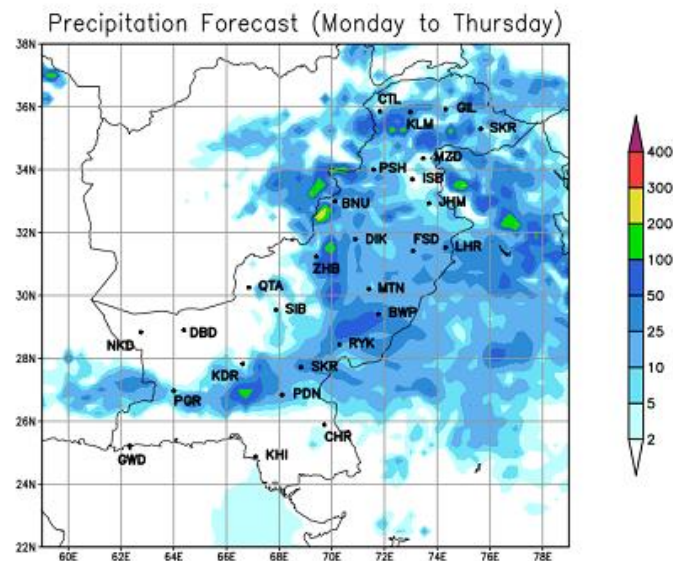 Precipitation Forecast (Monday to Thursday)
38N
36N
34N
32N
30N
28N
26N
24N
22N
60E
62E
64E
66E
68E
70E
72E
74E
76E
78E
CTL
GIL
KLM
SKR
MZD
PSH
ISB
BNU
JHM
DIK
FSD
LHR
ZHB
QTA
MTN
SIB
BWP
NKD
DBD
RYK
KDR
SKR
PGR
PDN
CHR
GWD
KHI
400
300
200
100
50
25
10
5
2